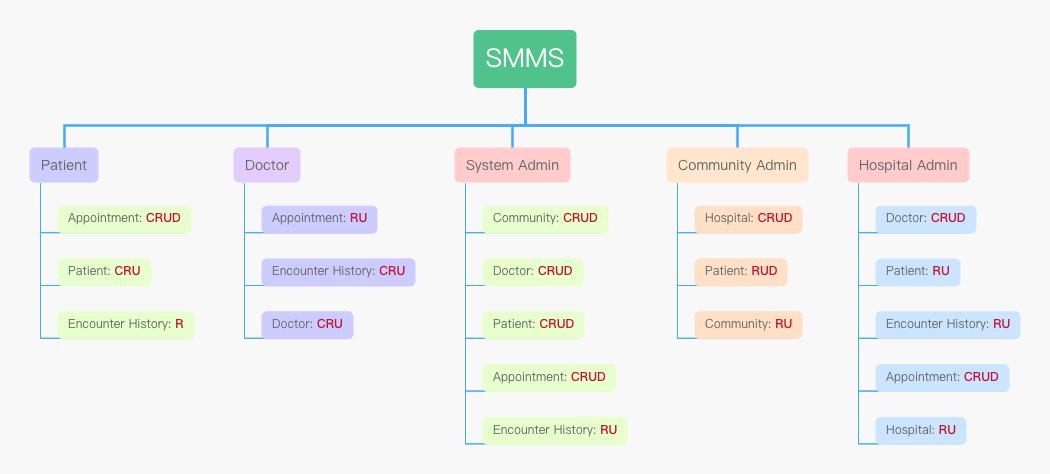 SMMS
Patient
Appointment: CRUD
Patient: CRU
Encounter History: R
Doctor
Appointment: RU
Encounter History: CRU
Doctor: CRU
System Admin
Community: CRUD
Doctor: CRUD
Patient: CRUD
Appointment: CRUD
Encounter History: RU
Community Admin
Hospital: CRUD
Patient: RUD
Community: RU
Hospital Admin
Doctor: CRUD
Patient: RU
Encounter History: RU
Appointment: CRUD
Hospital: RU